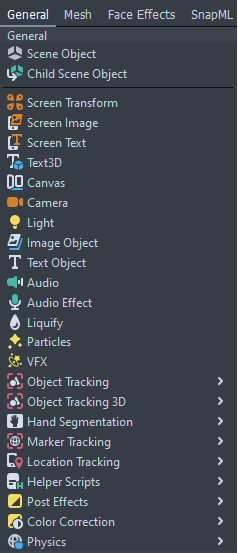 General Mesh Face Effects SnapML
General
Scene Object
Child Scene Object
Screen Transform
Screen Image
Screen Text
Text3D
Canvas
Camera
Light
Image Object
Text Object
Audio
Audio Effect
Liquify
Particles
VFX
Object Tracking
Object Tracking 3D
Hand Segmentation
Marker Tracking
Location Tracking
Helper Scripts
Post Effects
Color Correction
Physics